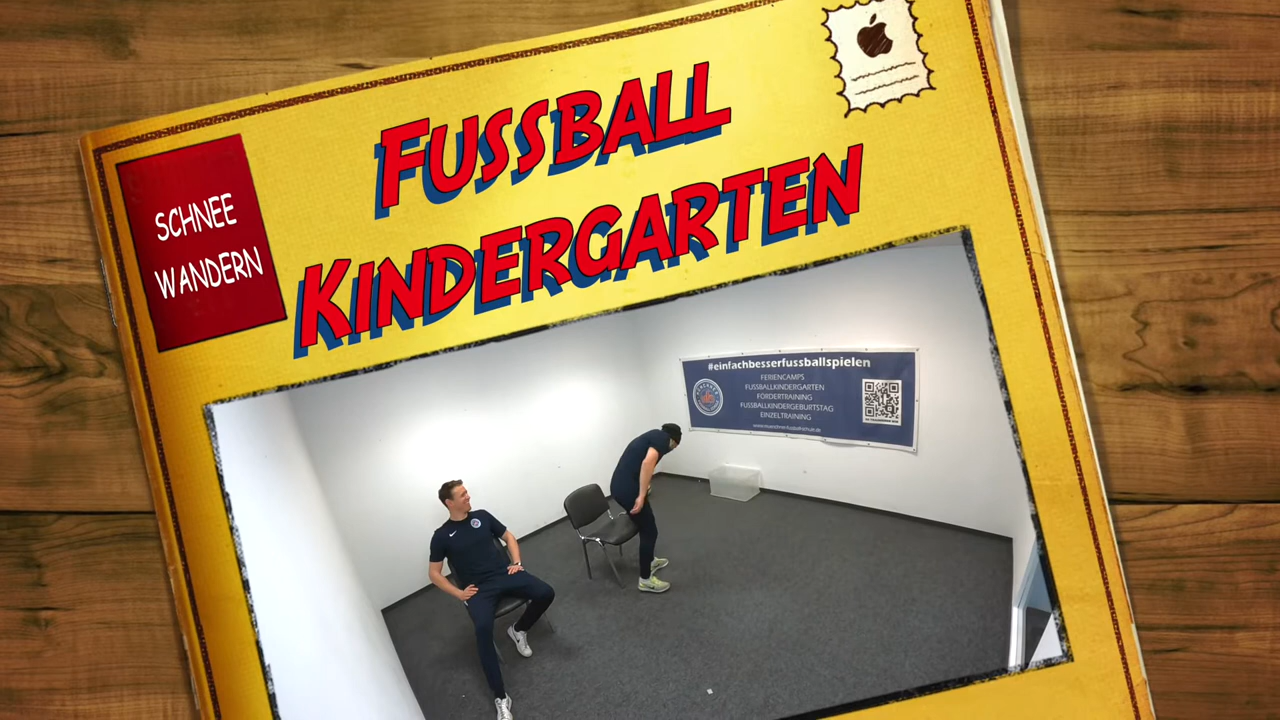 SCHNEE
WANDERN
FUSSBALL
KINDERGARTEN
#einfachbesserfussballspielen
FERIENCAMPS
FUSSBALLKINDERGARTEN
FÖRDERTRAINING
FUSSBALLKINDERGEBURTSTAG
EINZELTRAINING